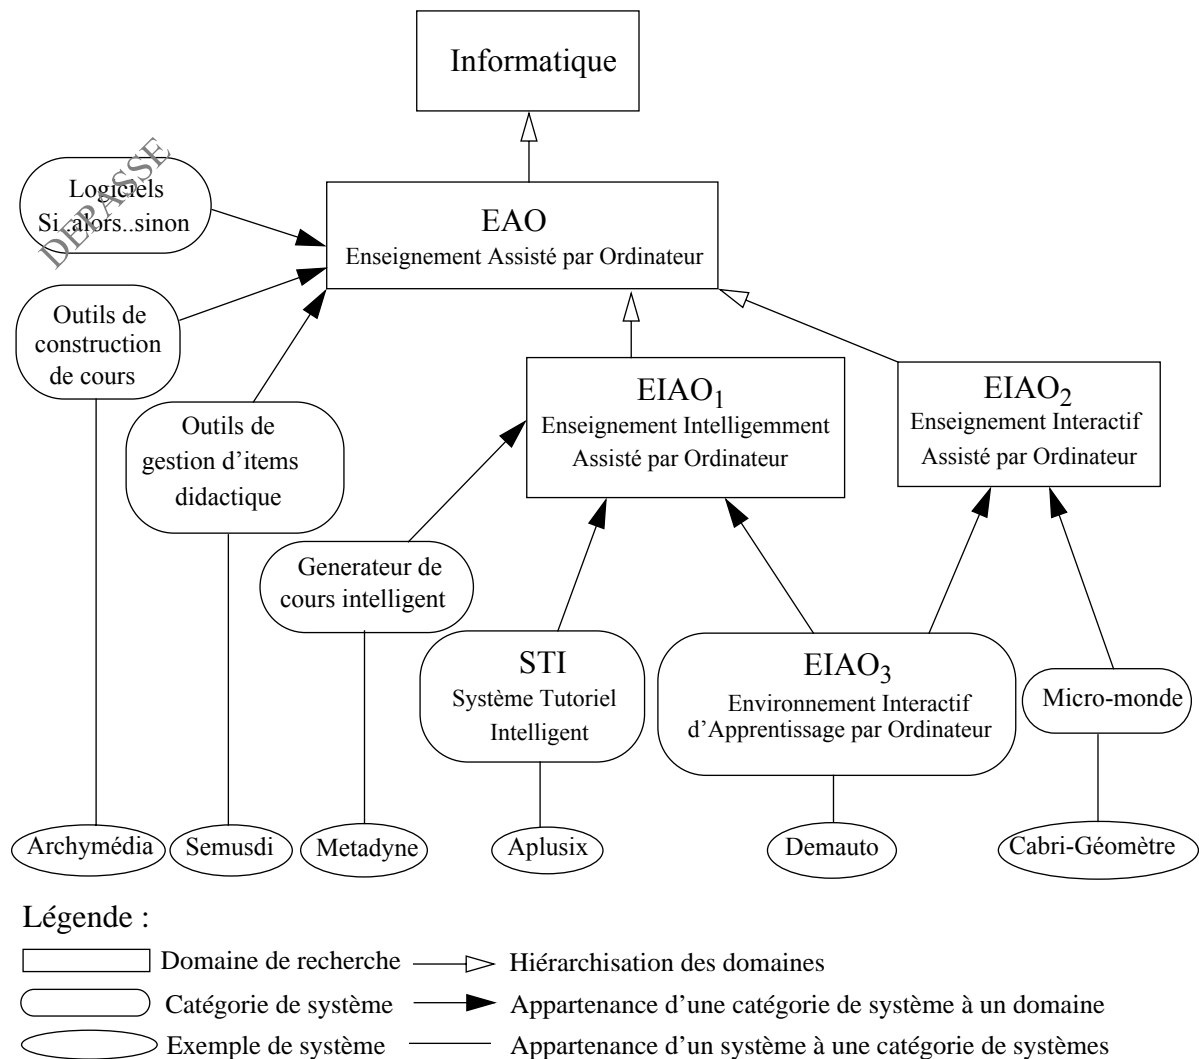 Informatique
DEPASSE
Logiciels
Si..alors..sinon
EAO
Enseignement Assisté par Ordinateur
Outils de
construction
de cours
EIAO1
Enseignement Intelligemment
Assisté par Ordinateur
EIAO2
Enseignement Interactif
Assisté par Ordinateur
Outils de
gestion d’items
didactique
Generateur de
cours intelligent
STI
Système Tutoriel
Intelligent
EIAO3
Environnement Interactif
d’Apprentissage par Ordinateur
Micro-monde
Archymédia
Semusdi
Metadyne
Aplusix
Demauto
Cabri-Géomètre
Légende :
Domaine de recherche
Hiérarchisation des domaines
Catégorie de système
Appartenance d’une catégorie de système à un domaine
Exemple de système
Appartenance d’un système à une catégorie de systèmes